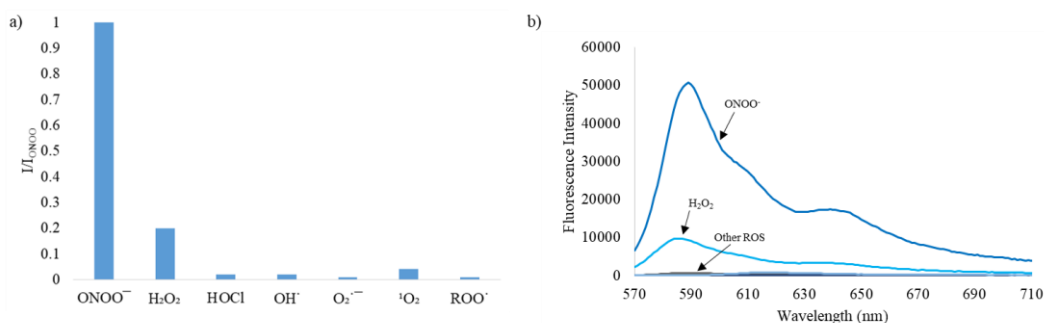 a)
1
0.9
0.8
0.7
0.6
0.5
0.4
0.3
0.2
0.1
0
I/I_ONOO
ONOO⁻ H₂O₂ HOCl OH˙ O₂˙⁻ ¹O₂ ROO˙
b)
60000
50000
40000
30000
20000
10000
0
Fluorescence Intensity
ONOO⁻
H₂O₂
Other ROS
570 590 610 630 650 670 690 710
Wavelength (nm)